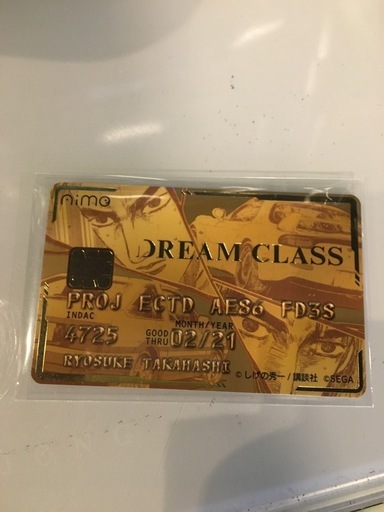 aime
DREAM CLASS
PROJ ECTD AE86 FD3S
INDAC
MONTH/YEAR
4725 GOOD THRU 02/21
RYOSUKE TAKAHASHI
© しげの秀一/講談社 ©SEGA